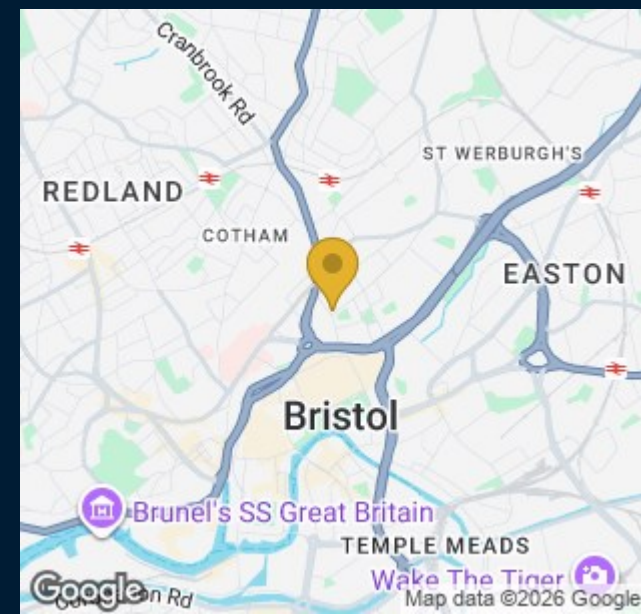 Cranbrook Rd
ST WERBURGH'S
REDLAND
COTHAM
EASTON
Bristol
Brunel's SS Great Britain
TEMPLE MEADS
Wake The Tiger
Google
Rd
Map data ©2026 Google